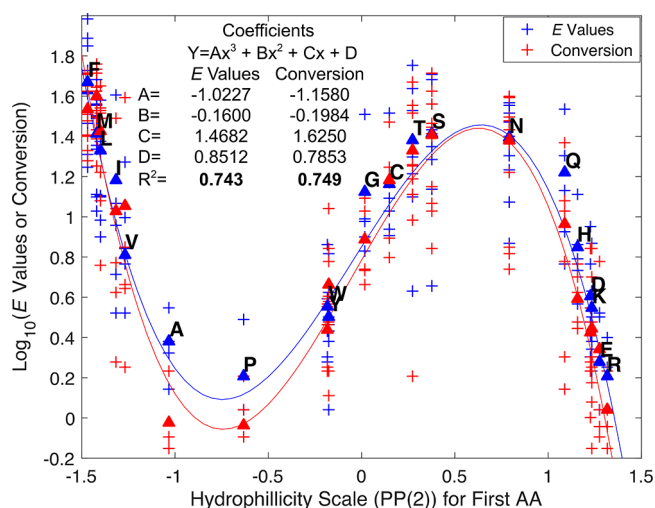 Coefficients
Y=Ax³ + Bx² + Cx + D
E Values Conversion
A= -1.0227 -1.1580
B= -0.1600 -0.1984
C= 1.4682 1.6250
D= 0.8512 0.7853
R²= 0.743 0.749
E Values
Conversion
F
M
L
I
V
A
P
W
Y
G
C
T
S
N
Q
H
D
K
E
R
1.8
1.6
1.4
1.2
1
0.8
0.6
0.4
0.2
0
-0.2
-1.5 -1 -0.5 0 0.5 1 1.5
Log₁₀(E Values or Conversion)
Hydrophillicity Scale (PP(2)) for First AA